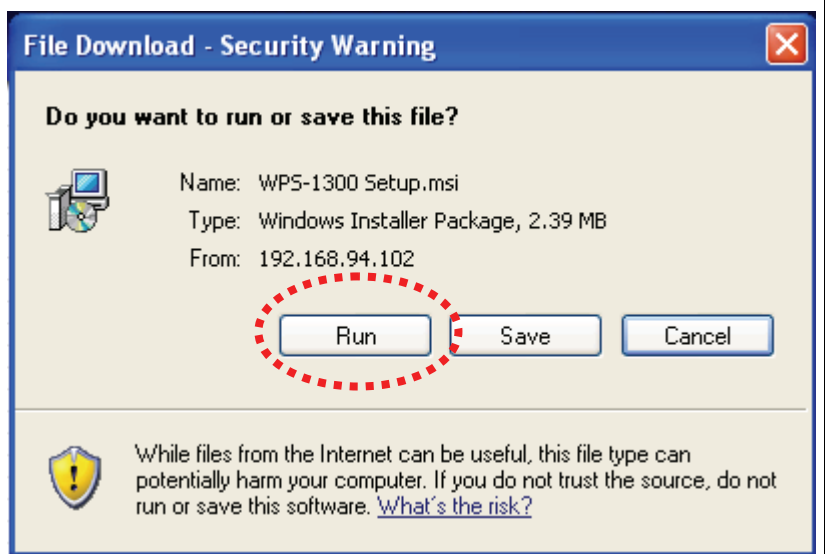 File Download - Security Warning
Do you want to run or save this file?
Name: WPS-1300 Setup.msi
Type: Windows Installer Package, 2.39 MB
From: 192.168.94.102
Run Save Cancel
While files from the Internet can be useful, this file type can
potentially harm your computer. If you do not trust the source, do not
run or save this software. What's the risk?